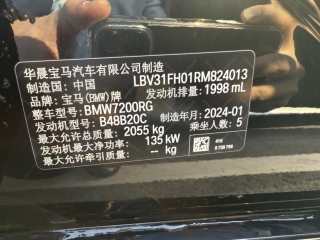 华晨宝马汽车有限公司制造
制造国: 中国 LBV31FH01RM824013
品牌: 宝马(BMW)牌 发动机排量: 1998 mL
整车型号: BMW7200RG
发动机型号: B48B20C 制造年月: 2024-01
最大允许总质量: 2055 kg 乘坐人数: 5
发动机最大净功率: 135 kW
最大允许牵引质量: -- kg